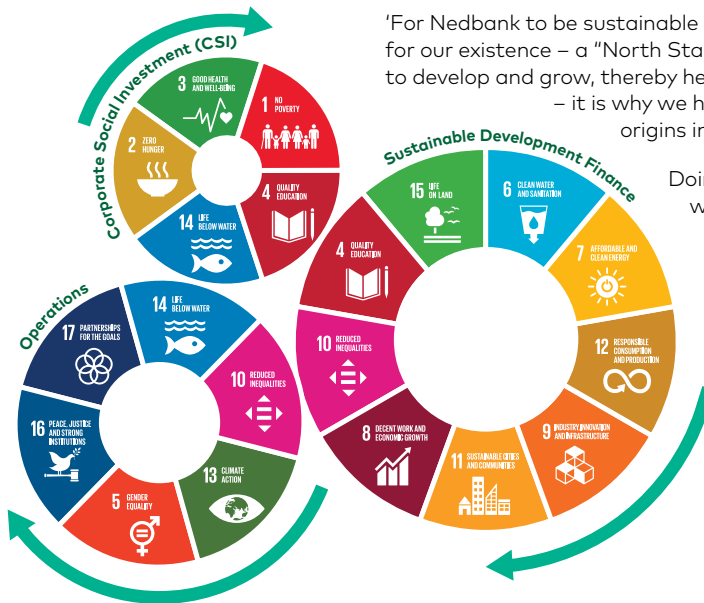 'For Nedbank to be sustainable
for our existence – a "North Sta
to develop and grow, thereby he
– it is why we h
origins in
Doin
w
Corporate Social Investment (CSI)
3 GOOD HEALTH
AND WELL-BEING
1 NO
POVERTY
2 ZERO
HUNGER
4 QUALITY
EDUCATION
14 LIFE
BELOW WATER
Sustainable Development Finance
15 LIFE
ON LAND
6 CLEAN WATER
AND SANITATION
4 QUALITY
EDUCATION
7 AFFORDABLE AND
CLEAN ENERGY
10 REDUCED
INEQUALITIES
12 RESPONSIBLE
CONSUMPTION
AND PRODUCTION
8 DECENT WORK AND
ECONOMIC GROWTH
9 INDUSTRY, INNOVATION
AND INFRASTRUCTURE
11 SUSTAINABLE CITIES
AND COMMUNITIES
Operations
14 LIFE
BELOW WATER
17 PARTNERSHIPS
FOR THE GOALS
10 REDUCED
INEQUALITIES
16 PEACE, JUSTICE
AND STRONG
INSTITUTIONS
13 CLIMATE
ACTION
5 GENDER
EQUALITY